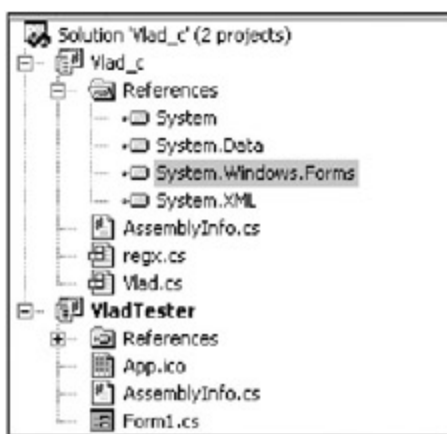 Solution 'Vlad_c' (2 projects)
Vlad_c
References
System
System.Data
System.Windows.Forms
System.XML
AssemblyInfo.cs
regx.cs
Vlad.cs
VladTester
References
App.ico
AssemblyInfo.cs
Form1.cs